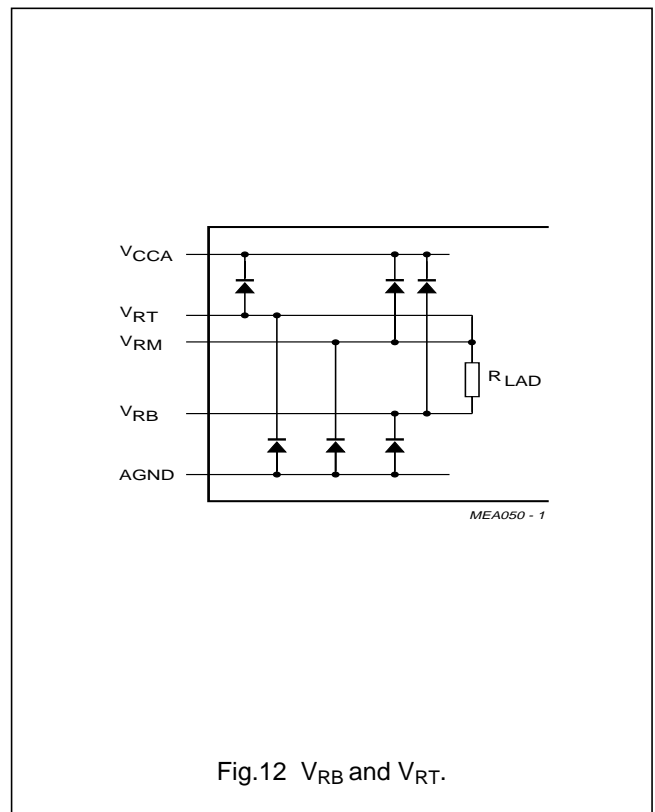 VCCA
VRT
VRM
RLAD
VRB
AGND
MEA050 - 1
Fig.12 VRB and VRT.